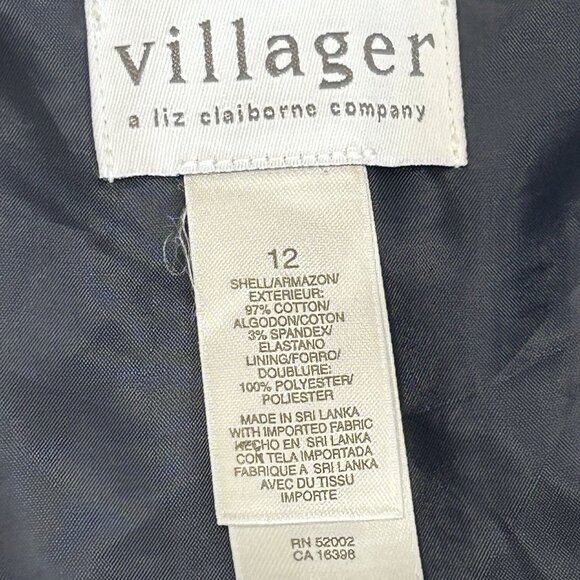 villager
a liz claiborne company
12
SHELL/ARMAZON/
EXTERIEUR:
97% COTTON/
ALGODON/COTON
3% SPANDEX/
ELASTANO
LINING/FORRO/
DOUBLURE:
100% POLYESTER/
POLIESTER
MADE IN SRI LANKA
WITH IMPORTED FABRIC
HECHO EN SRI LANKA
CON TELA IMPORTADA
FABRIQUE A SRI LANKA
AVEC DU TISSU
IMPORTE
RN 52002
CA 16398